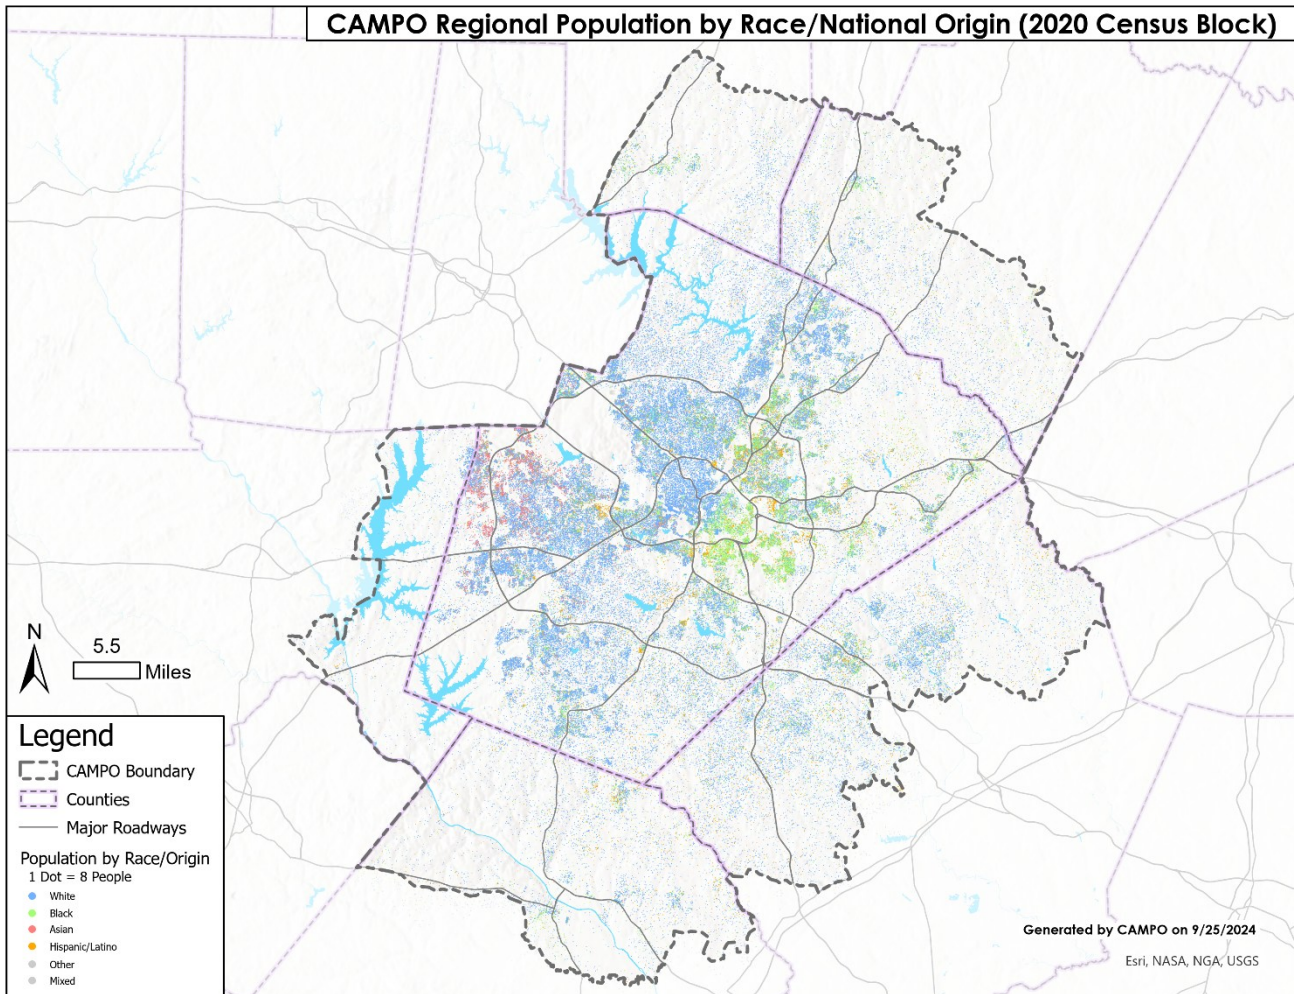 CAMPO Regional Population by Race/National Origin (2020 Census Block)
N
5.5
Miles
Legend
CAMPO Boundary
Counties
Major Roadways
Population by Race/Origin
1 Dot = 8 People
White
Black
Asian
Hispanic/Latino
Other
Mixed
Generated by CAMPO on 9/25/2024
Esri, NASA, NGA, USGS